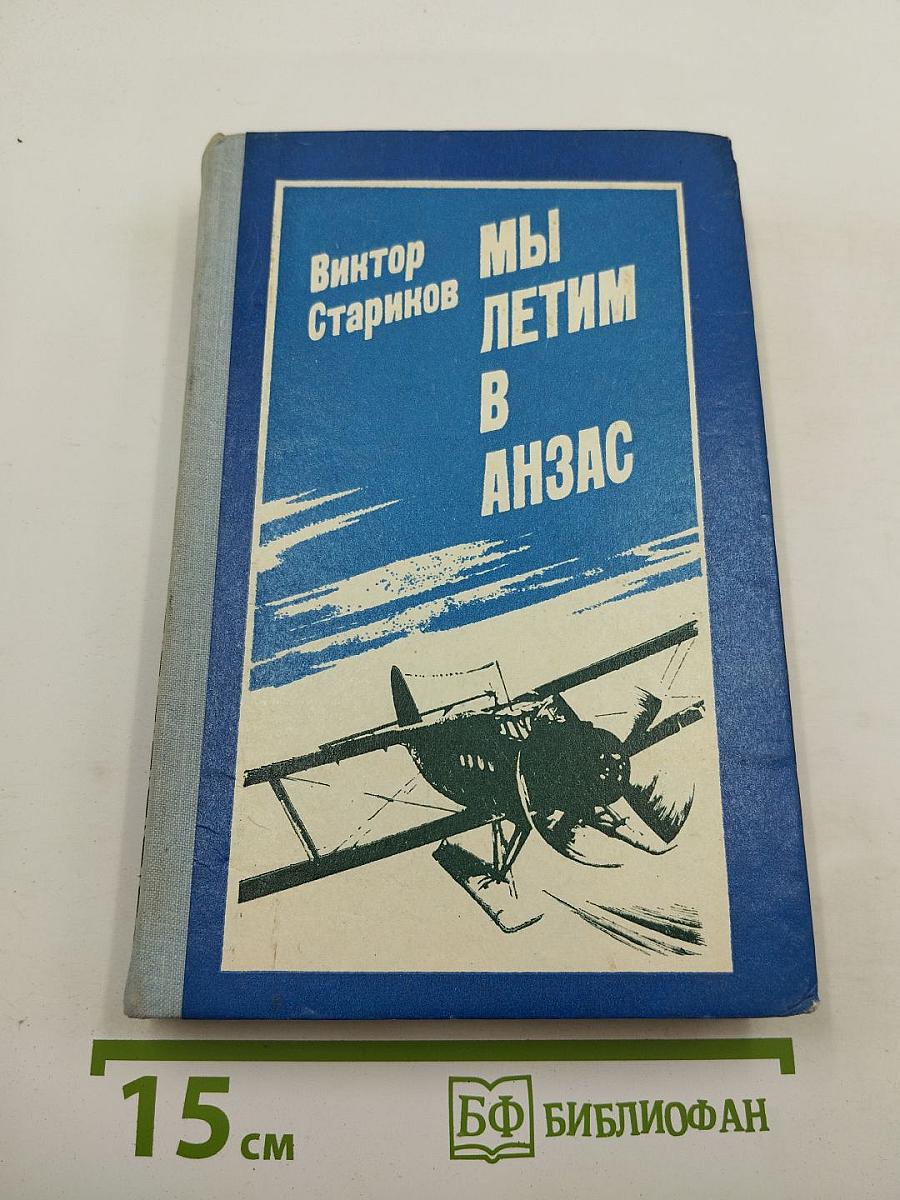 Виктор
Стариков
МЫ
ЛЕТИМ
В
АНЗАС
15 см
БФ БИБЛИОФАН